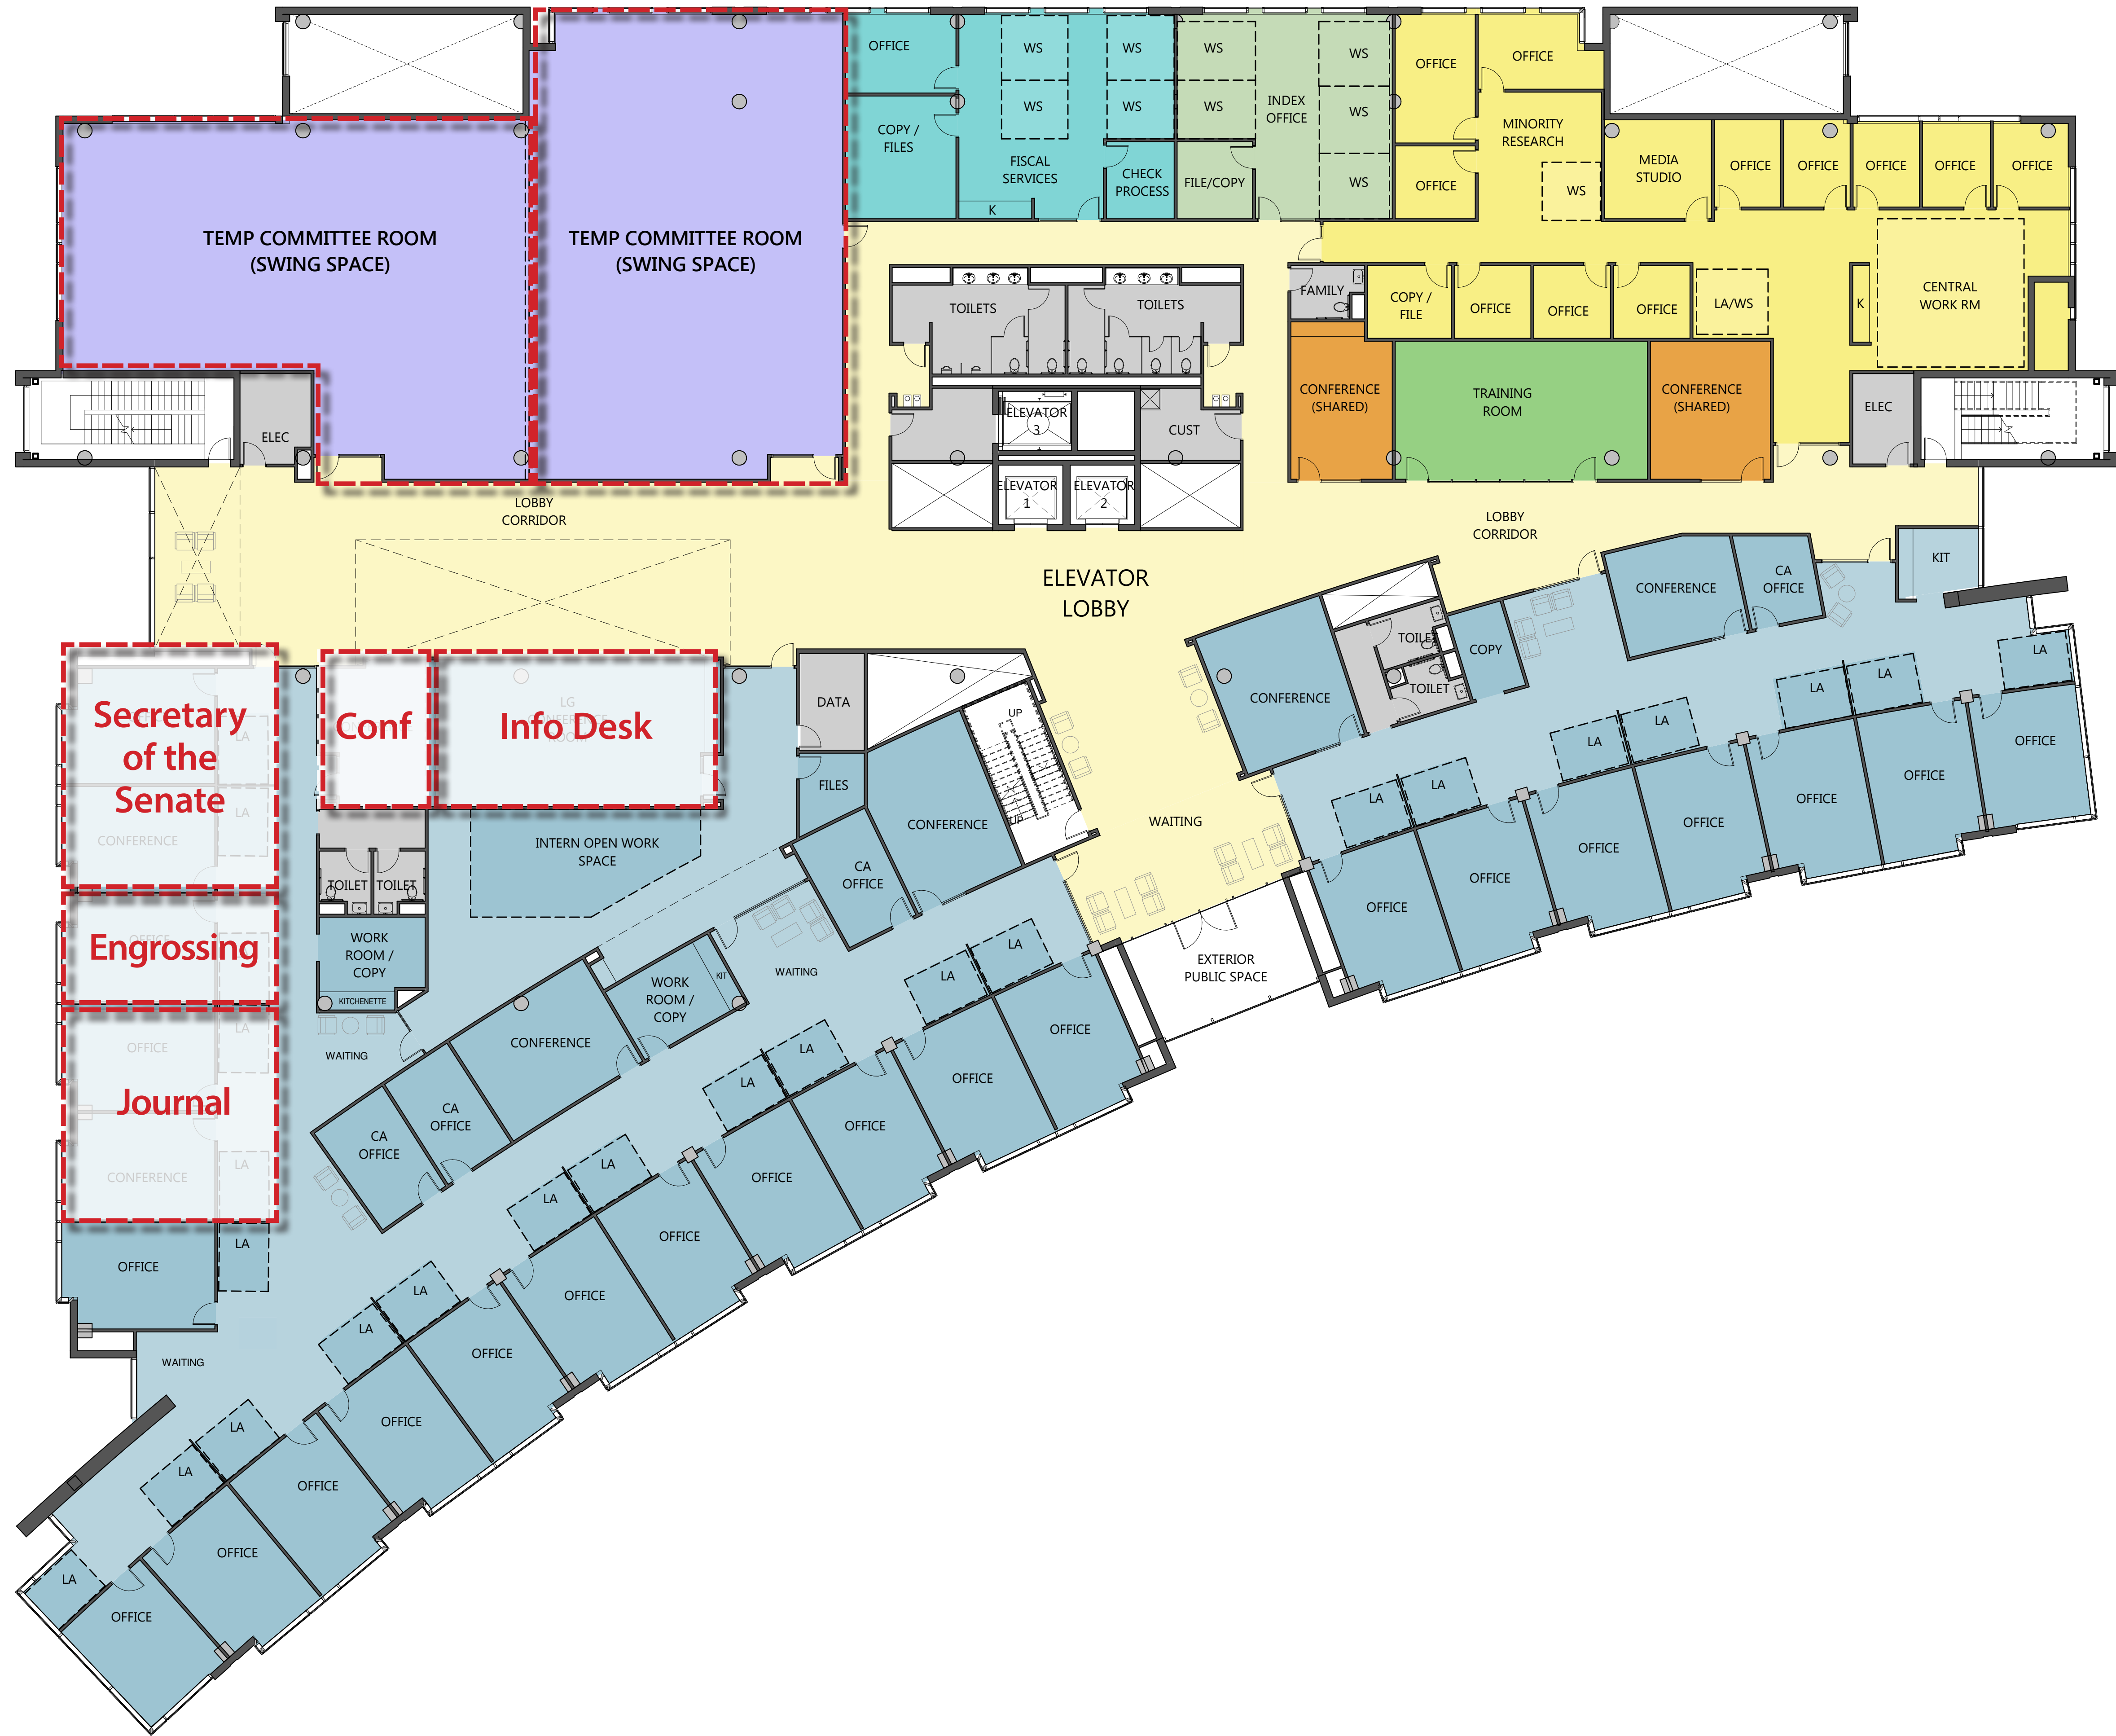 OFFICE
WS
WS
WS
WS
OFFICE
OFFICE
WS
WS
WS
WS
INDEX
OFFICE
COPY /
FILES
MINORITY
RESEARCH
FISCAL
SERVICES
CHECK
PROCESS
FILE/COPY
WS
OFFICE
WS
MEDIA
STUDIO
OFFICE
OFFICE
OFFICE
OFFICE
OFFICE
K
TEMP COMMITTEE ROOM
(SWING SPACE)
TEMP COMMITTEE ROOM
(SWING SPACE)
TOILETS
TOILETS
FAMILY
COPY /
FILE
OFFICE
OFFICE
OFFICE
LA/WS
K
CENTRAL
WORK RM
CONFERENCE
(SHARED)
TRAINING
ROOM
CONFERENCE
(SHARED)
ELEC
ELEVATOR
3
CUST
ELEC
ELEVATOR
1
ELEVATOR
2
LOBBY
CORRIDOR
LOBBY
CORRIDOR
ELEVATOR
LOBBY
KIT
CONFERENCE
CA
OFFICE
TOILET
COPY
LA
TOILET
CONFERENCE
LA
LA
LA
LA
OFFICE
Secretary
of the
Senate
LA
LA
CONFERENCE
Conf
LG
CONFERENCE
Info Desk
DATA
UP
UP
FILES
CONFERENCE
WAITING
LA
LA
OFFICE
OFFICE
OFFICE
OFFICE
OFFICE
OFFICE
INTERN OPEN WORK
SPACE
CA
OFFICE
TOILET
TOILET
OFFICE
Engrossing
WORK
ROOM /
COPY
KITCHENETTE
WAITING
WORK
ROOM /
COPY
KIT
WAITING
LA
LA
EXTERIOR
PUBLIC SPACE
LA
OFFICE
Journal
LA
CONFERENCE
CONFERENCE
CA
OFFICE
CA
OFFICE
LA
LA
OFFICE
OFFICE
OFFICE
LA
LA
OFFICE
OFFICE
LA
OFFICE
LA
LA
OFFICE
OFFICE
WAITING
OFFICE
LA
LA
OFFICE
OFFICE
LA
OFFICE